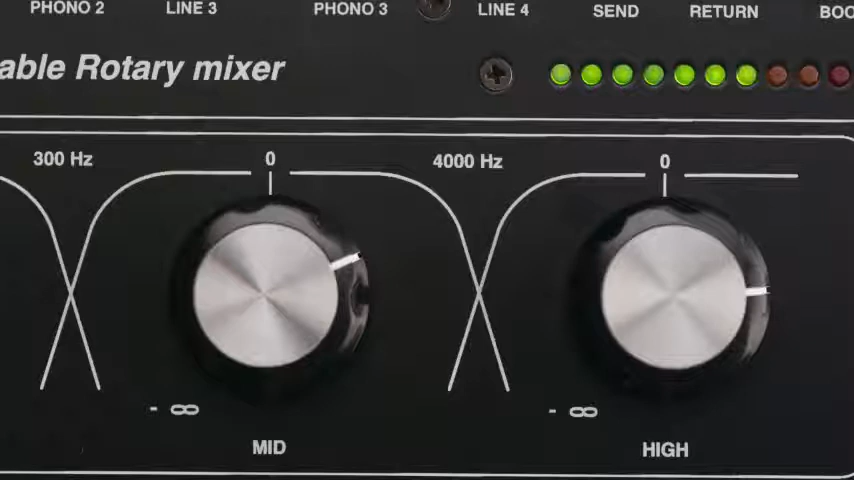 PHONO 2 LINE 3 PHONO 3 LINE 4 SEND RETURN BOO
able Rotary mixer
300 Hz 0 4000 Hz 0
- ∞ - ∞
MID HIGH